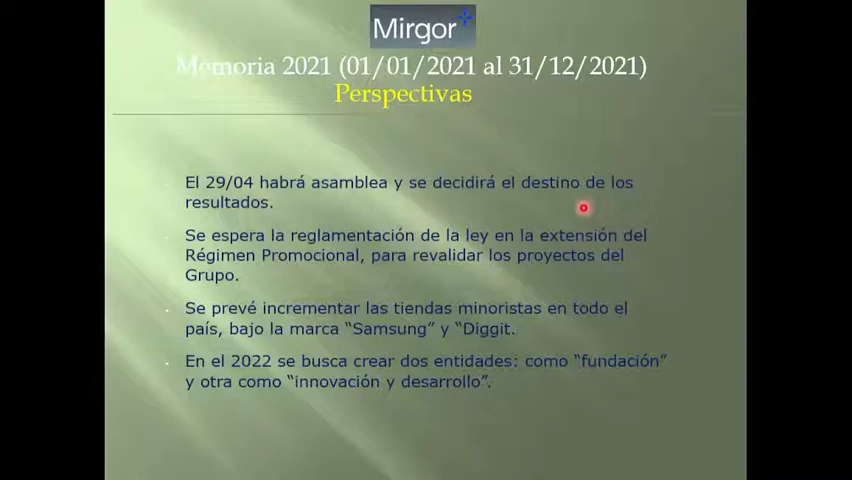 Mirgor
Memoria 2021 (01/01/2021 al 31/12/2021)
Perspectivas
El 29/04 habrá asamblea y se decidirá el destino de los
resultados.
Se espera la reglamentación de la ley en la extensión del
Régimen Promocional, para revalidar los proyectos del
Grupo.
Se prevé incrementar las tiendas minoristas en todo el
país, bajo la marca “Samsung” y “Diggit.
En el 2022 se busca crear dos entidades: como “fundación”
y otra como “innovación y desarrollo”.